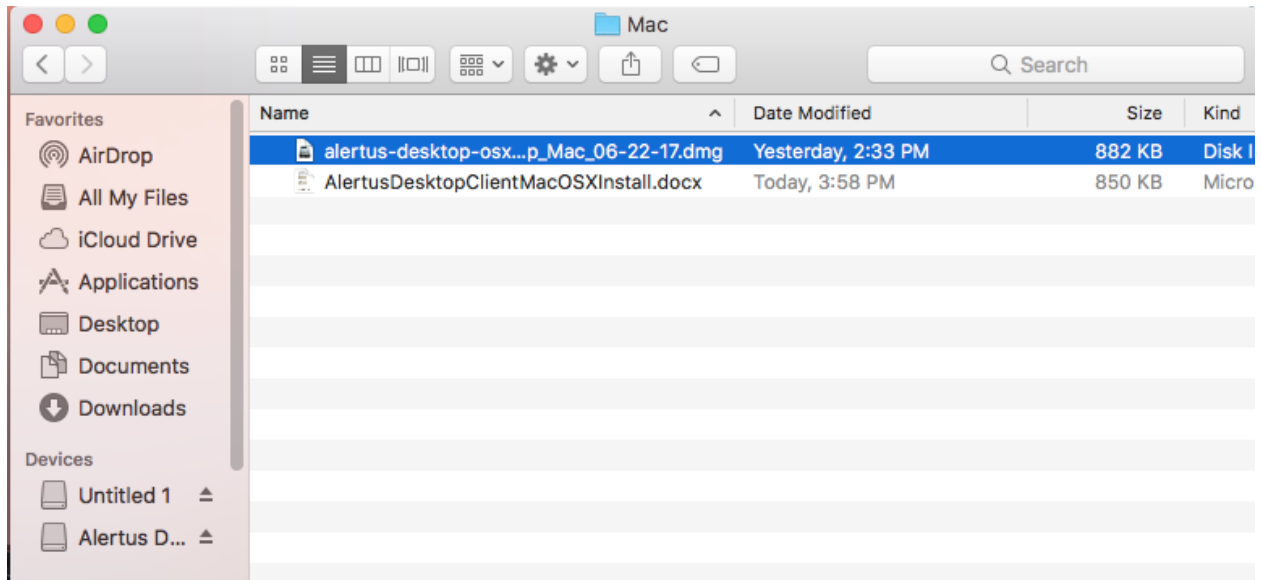 Mac
Search
Favorites
AirDrop
All My Files
iCloud Drive
Applications
Desktop
Documents
Downloads
Devices
Untitled 1
Alertus D...
Name Date Modified Size Kind
alertus-desktop-osx...p_Mac_06-22-17.dmg Yesterday, 2:33 PM 882 KB Disk I
AlertusDesktopClientMacOSXInstall.docx Today, 3:58 PM 850 KB Micro